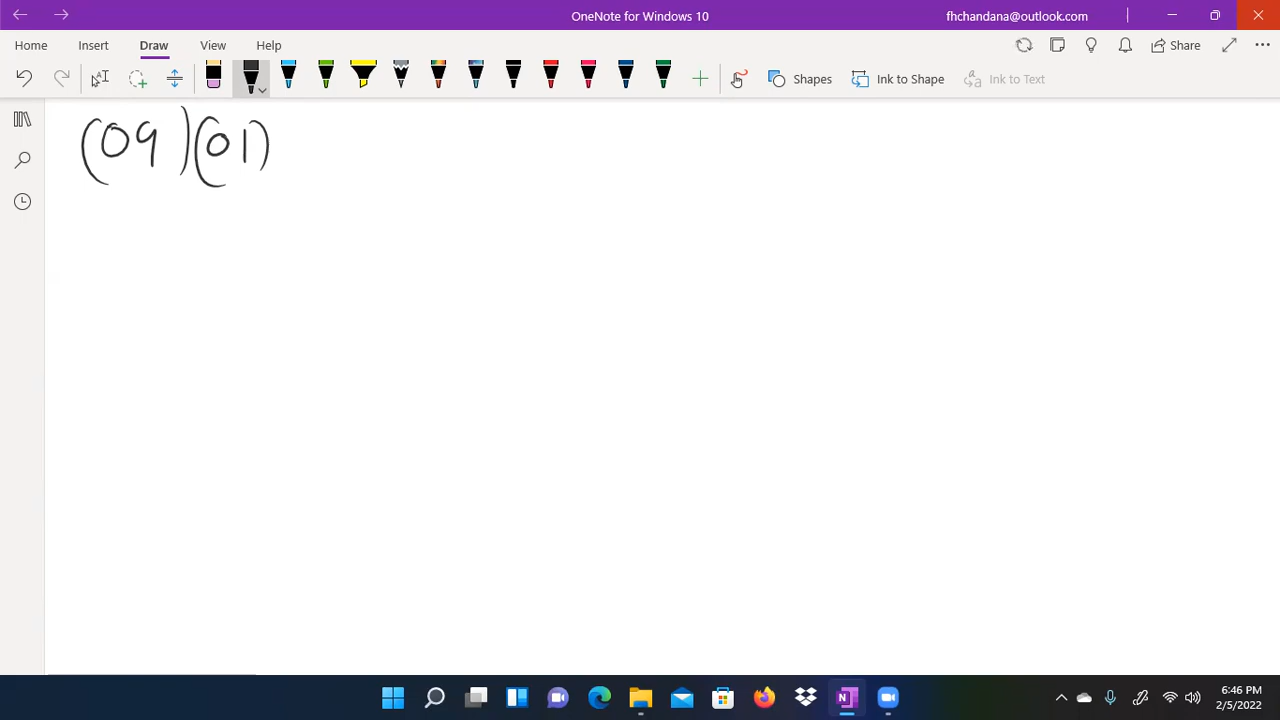 OneNote for Windows 10
fhchandana@outlook.com
Home Insert Draw View Help
Share
Shapes
Ink to Shape
Ink to Text
(09)(01)
6:46 PM
2/5/2022